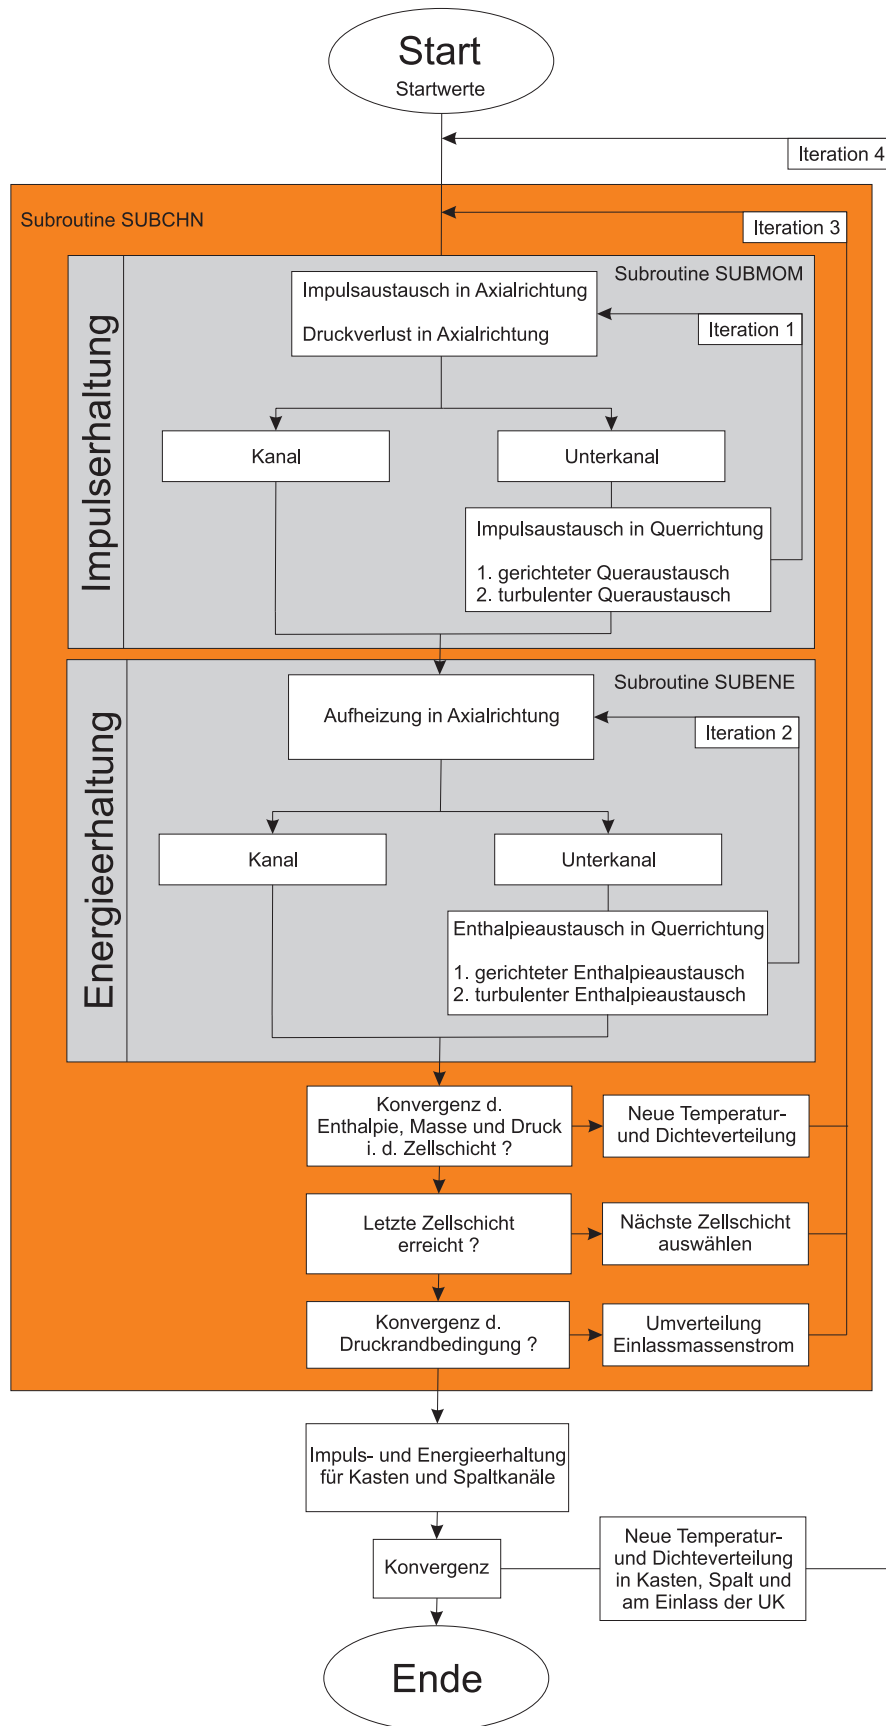 Start
Startwerte
Iteration 4
Subroutine SUBCHN
Iteration 3
Impulserhaltung
Subroutine SUBMOM
Impulsaustausch in Axialrichtung
Druckverlust in Axialrichtung
Iteration 1
Kanal
Unterkanal
Impulsaustausch in Querrichtung
1. gerichteter Queraustausch
2. turbulenter Queraustausch
Energieerhaltung
Subroutine SUBENE
Aufheizung in Axialrichtung
Iteration 2
Kanal
Unterkanal
Enthalpieaustausch in Querrichtung
1. gerichteter Enthalpieaustausch
2. turbulenter Enthalpieaustausch
Konvergenz d.
Enthalpie, Masse und Druck
i. d. Zellschicht ?
Neue Temperatur-
und Dichteverteilung
Letzte Zellschicht
erreicht ?
Nächste Zellschicht
auswählen
Konvergenz d.
Druckrandbedingung ?
Umverteilung
Einlassmassenstrom
Impuls- und Energieerhaltung
für Kasten und Spaltkanäle
Konvergenz
Neue Temperatur-
und Dichteverteilung
in Kasten, Spalt und
am Einlass der UK
Ende